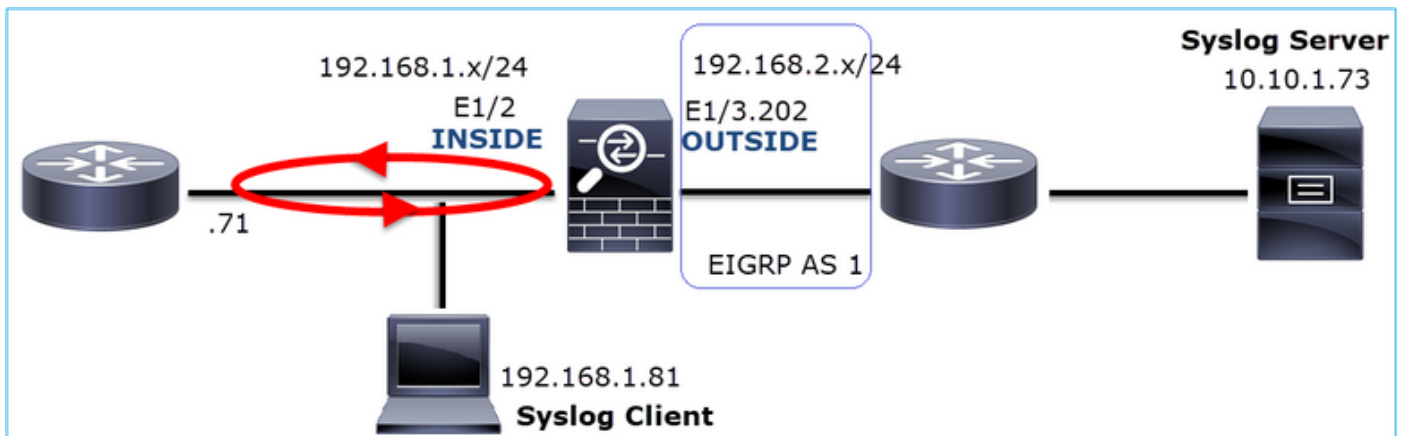 192.168.1.x/24
E1/2
INSIDE
192.168.2.x/24
E1/3.202
OUTSIDE
EIGRP AS 1
Syslog Server
10.10.1.73
.71
192.168.1.81
Syslog Client